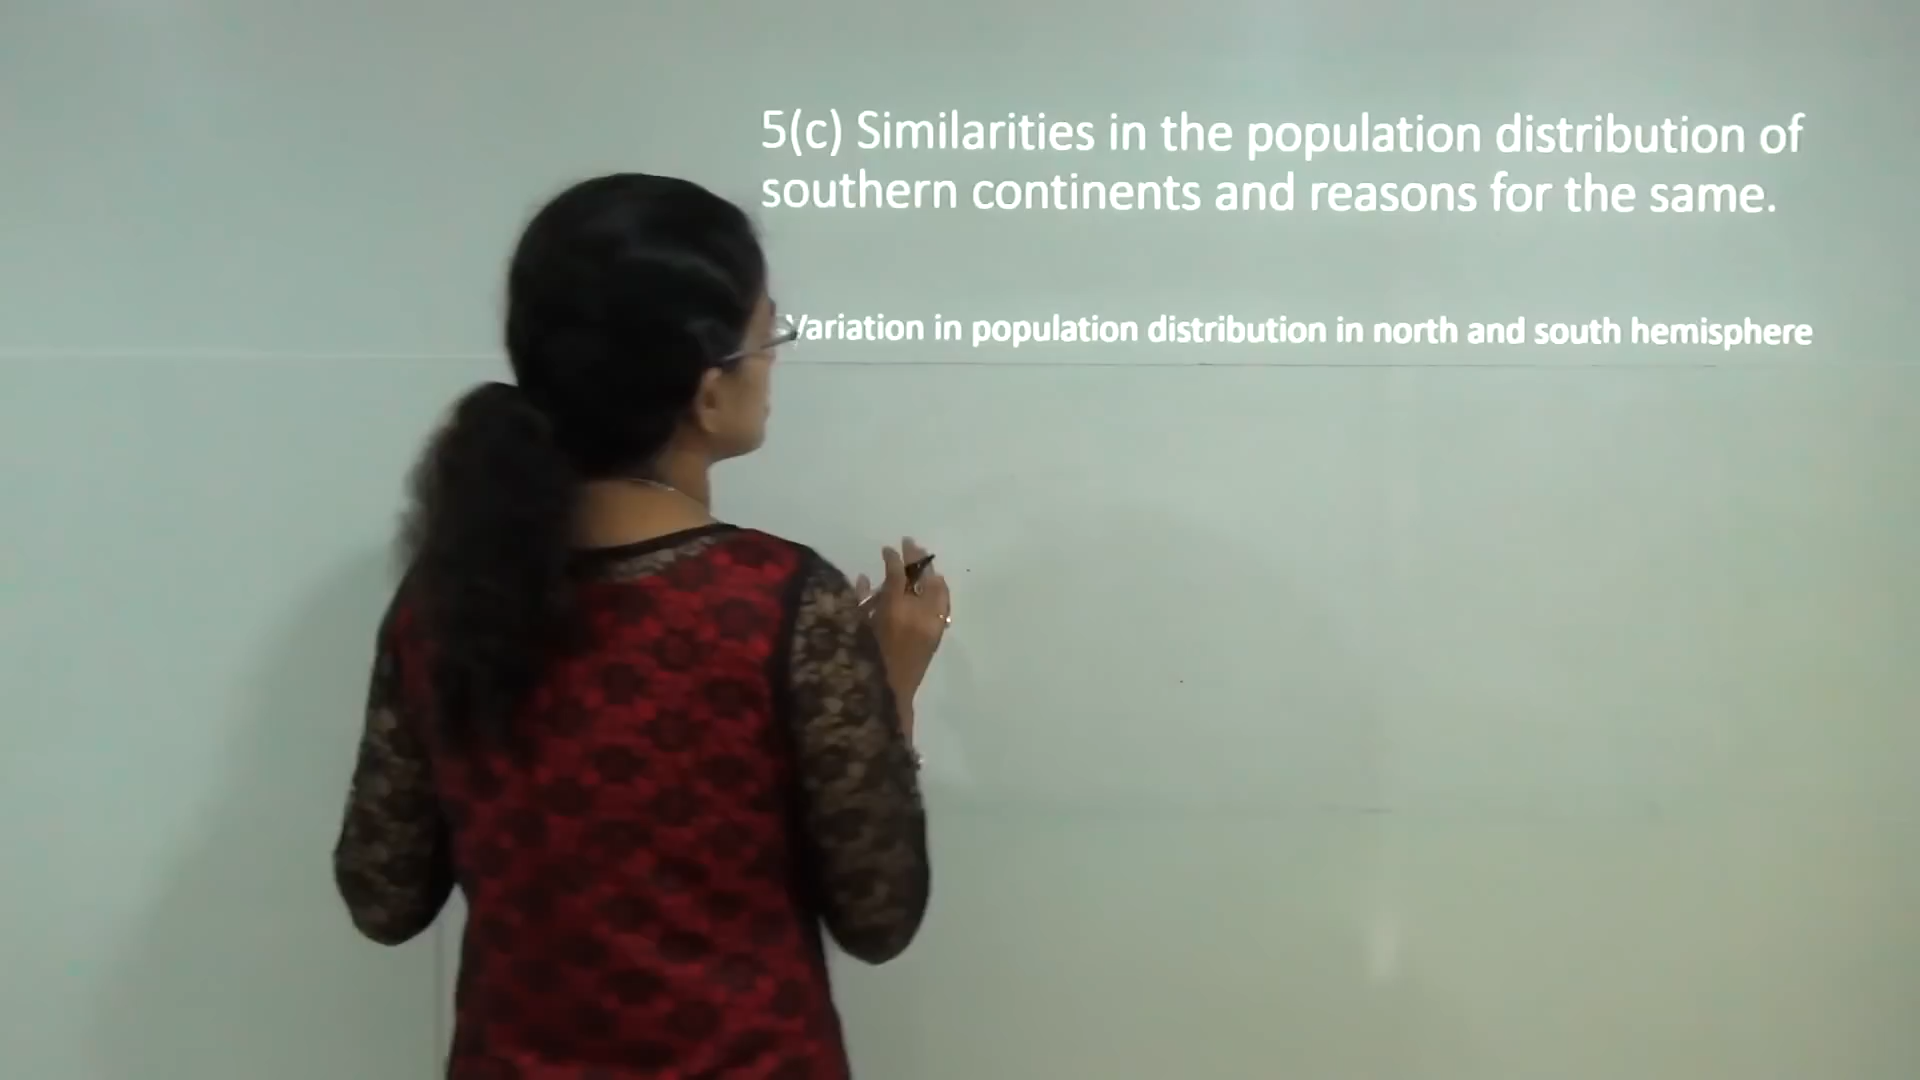 5(c) Similarities in the population distribution of
southern continents and reasons for the same.
Variation in population distribution in north and south hemisphere